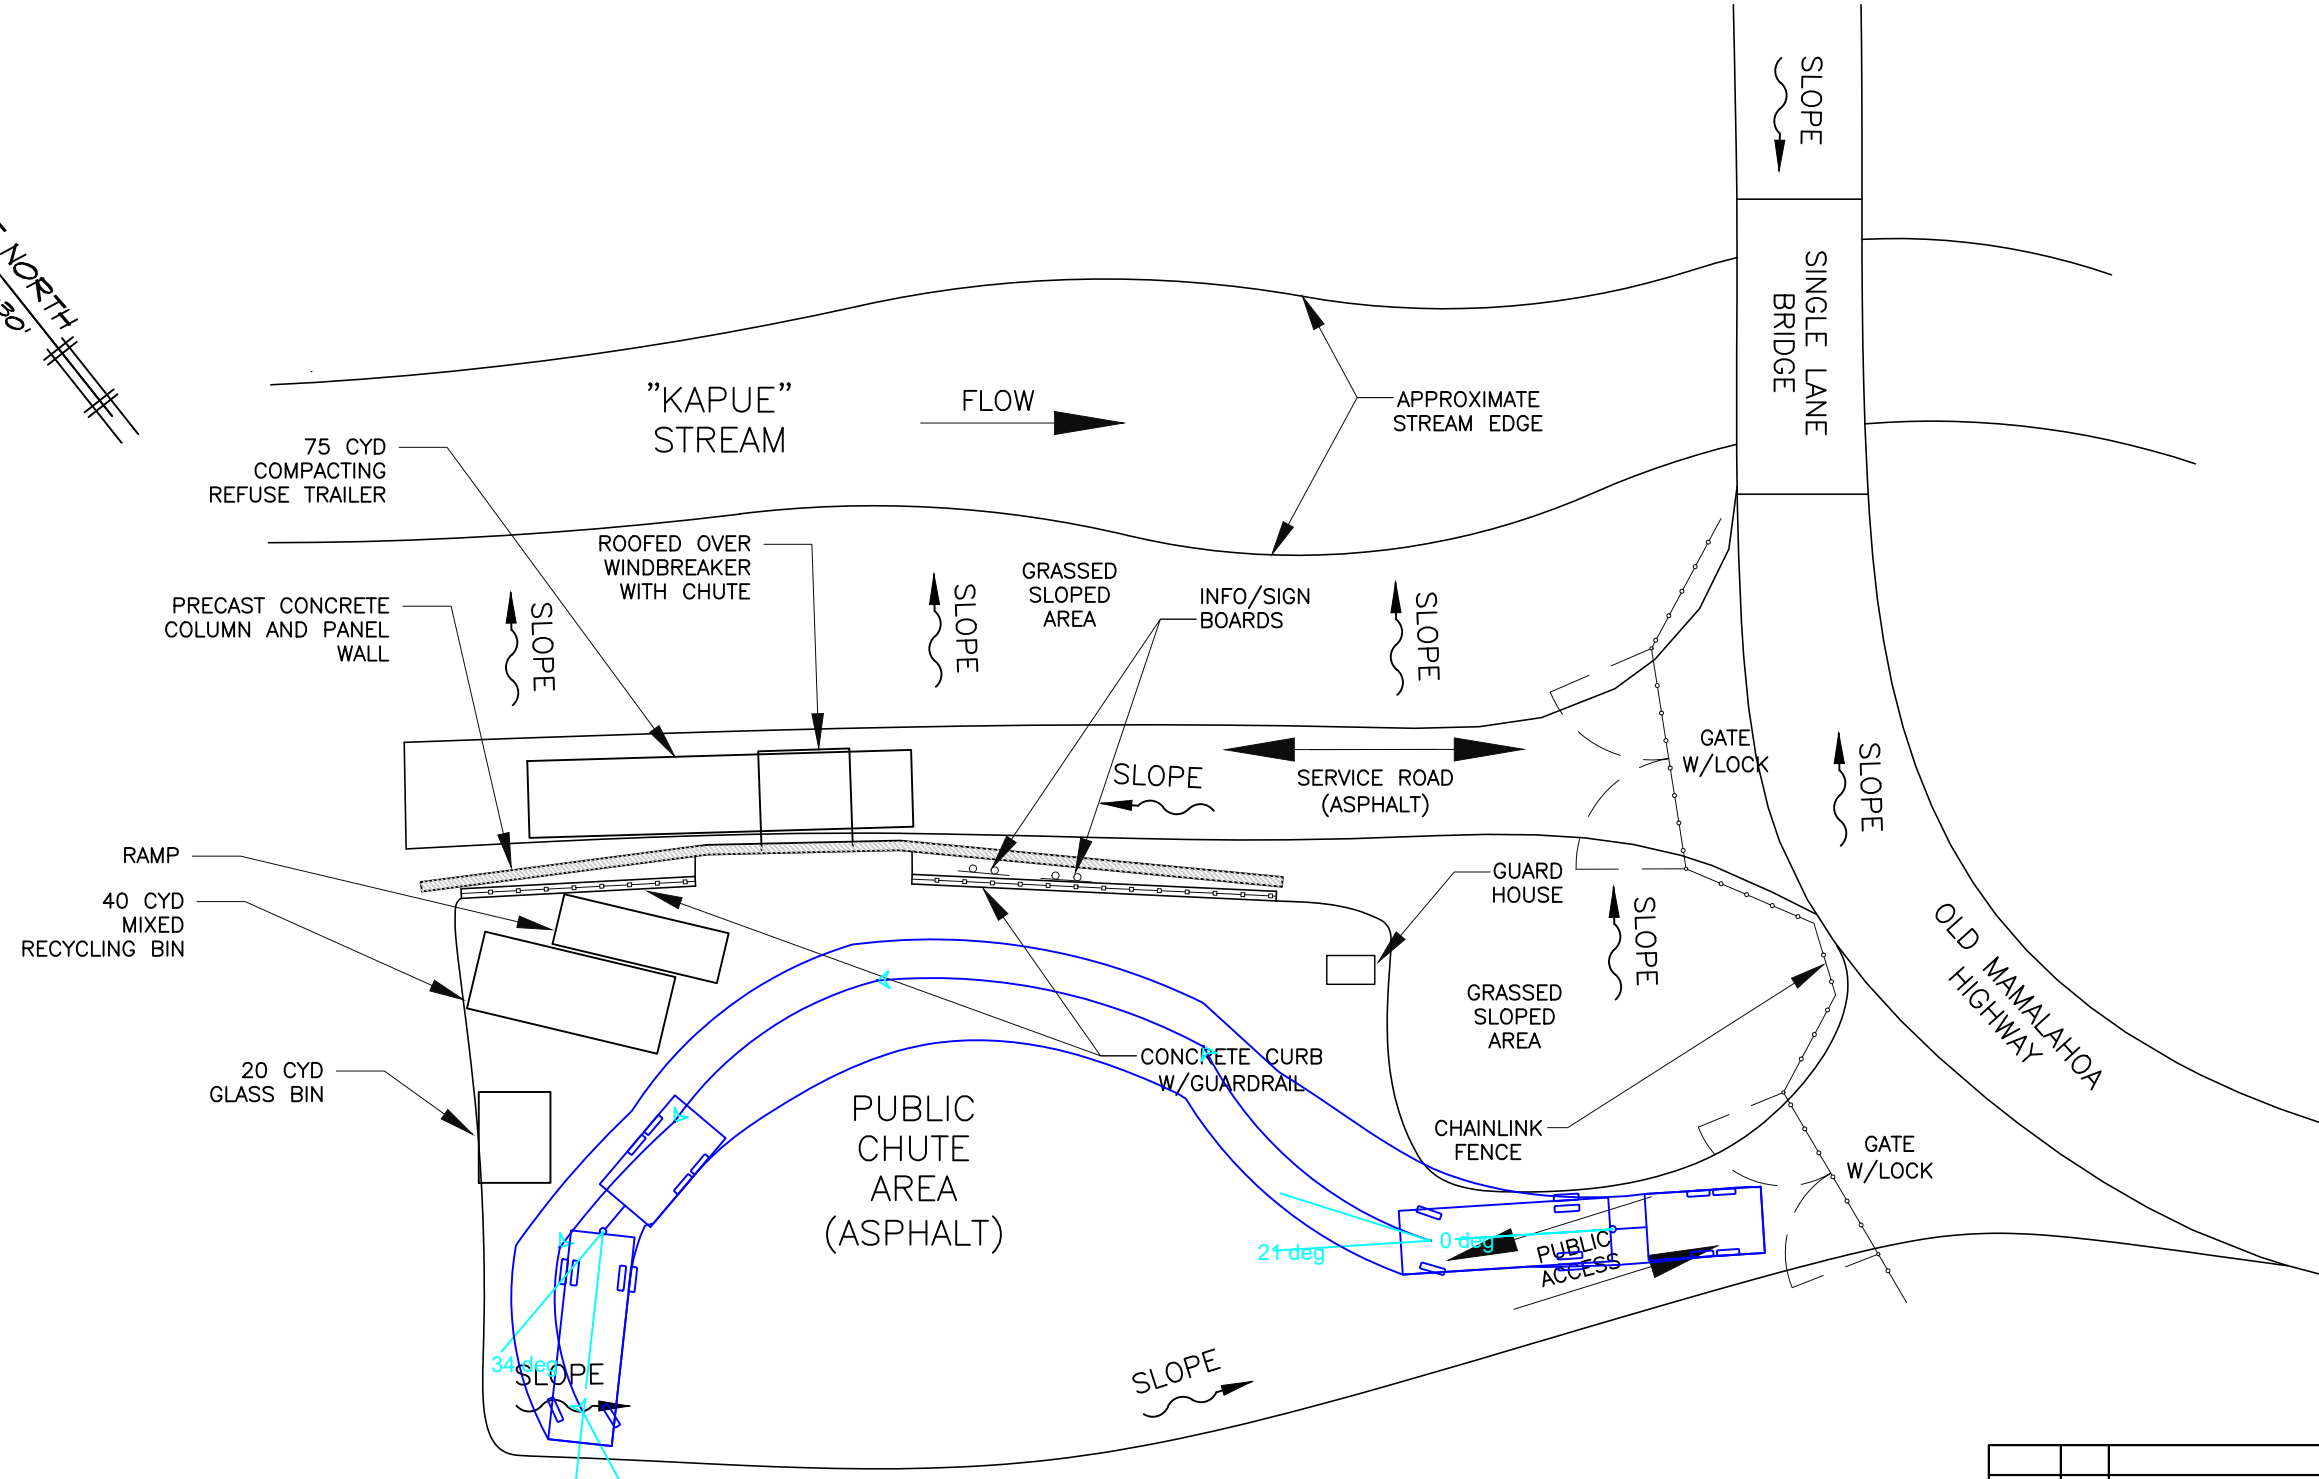 NORTH
30'
SLOPE
SINGLE LANE
BRIDGE
"KAPUE"
STREAM
FLOW
APPROXIMATE
STREAM EDGE
75 CYD
COMPACTING
REFUSE TRAILER
ROOFED OVER
WINDBREAKER
WITH CHUTE
GRASSED
SLOPED
AREA
INFO/SIGN
BOARDS
PRECAST CONCRETE
COLUMN AND PANEL
WALL
SLOPE
SLOPE
SLOPE
GATE
W/LOCK
SLOPE
SLOPE
SERVICE ROAD
(ASPHALT)
RAMP
40 CYD
MIXED
RECYCLING BIN
GUARD
HOUSE
SLOPE
OLD MAMALAHOA
HIGHWAY
GRASSED
SLOPED
AREA
20 CYD
GLASS BIN
CONCRETE CURB
W/GUARDRAIL
PUBLIC
CHUTE
AREA
(ASPHALT)
CHAINLINK
FENCE
GATE
W/LOCK
21 deg
0 deg
PUBLIC
ACCESS
34 deg
SLOPE
SLOPE